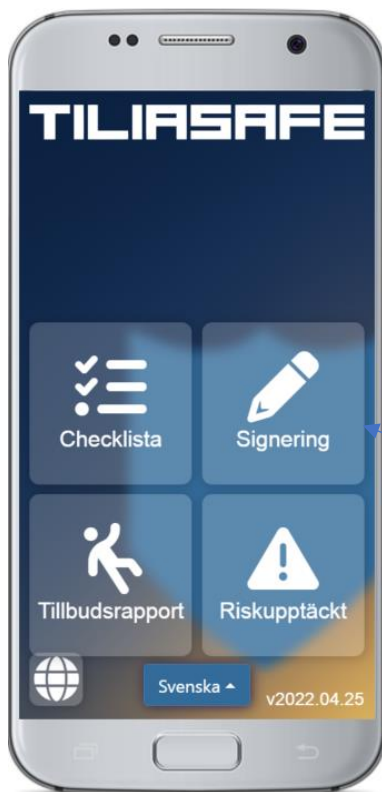 TILIASAFE
Checklista
Signering
Tillbudsrapport
Riskupptäckt
Svenska
v2022.04.25